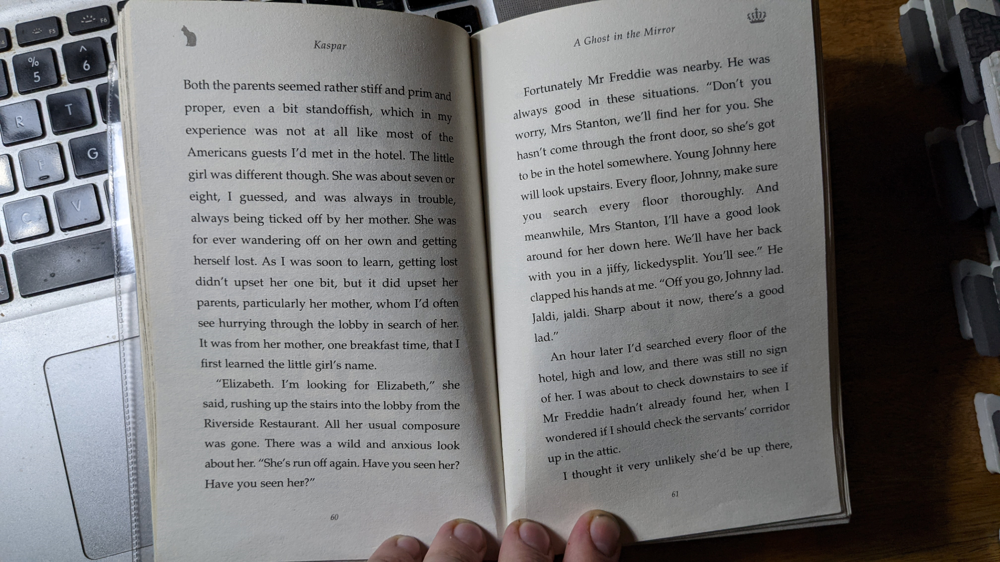 F5
F6
%
5
^
6
R
T
F
G
C
V
Kaspar
Both the parents seemed rather stiff and prim and
proper, even a bit standoffish, which in my
experience was not at all like most of the
Americans guests I'd met in the hotel. The little
girl was different though. She was about seven or
eight, I guessed, and was always in trouble,
always being ticked off by her mother. She was
for ever wandering off on her own and getting
herself lost. As I was soon to learn, getting lost
didn't upset her one bit, but it did upset her
parents, particularly her mother, whom I'd often
see hurrying through the lobby in search of her.
It was from her mother, one breakfast time, that I
first learned the little girl's name.
“Elizabeth. I'm looking for Elizabeth,” she
said, rushing up the stairs into the lobby from the
Riverside Restaurant. All her usual composure
was gone. There was a wild and anxious look
about her. “She's run off again. Have you seen her?
Have you seen her?”
60
A Ghost in the Mirror
Fortunately Mr Freddie was nearby. He was
always good in these situations. “Don't you
worry, Mrs Stanton, we'll find her for you. She
hasn't come through the front door, so she's got
to be in the hotel somewhere. Young Johnny here
will look upstairs. Every floor, Johnny, make sure
you search every floor thoroughly. And
meanwhile, Mrs Stanton, I'll have a good look
around for her down here. We'll have her back
with you in a jiffy, lickedysplit. You'll see.” He
clapped his hands at me. “Off you go, Johnny lad.
Jaldi, jaldi. Sharp about it now, there's a good
lad.”
An hour later I'd searched every floor of the
hotel, high and low, and there was still no sign
of her. I was about to check downstairs to see if
Mr Freddie hadn't already found her, when I
wondered if I should check the servants' corridor
up in the attic.
I thought it very unlikely she'd be up there,
61